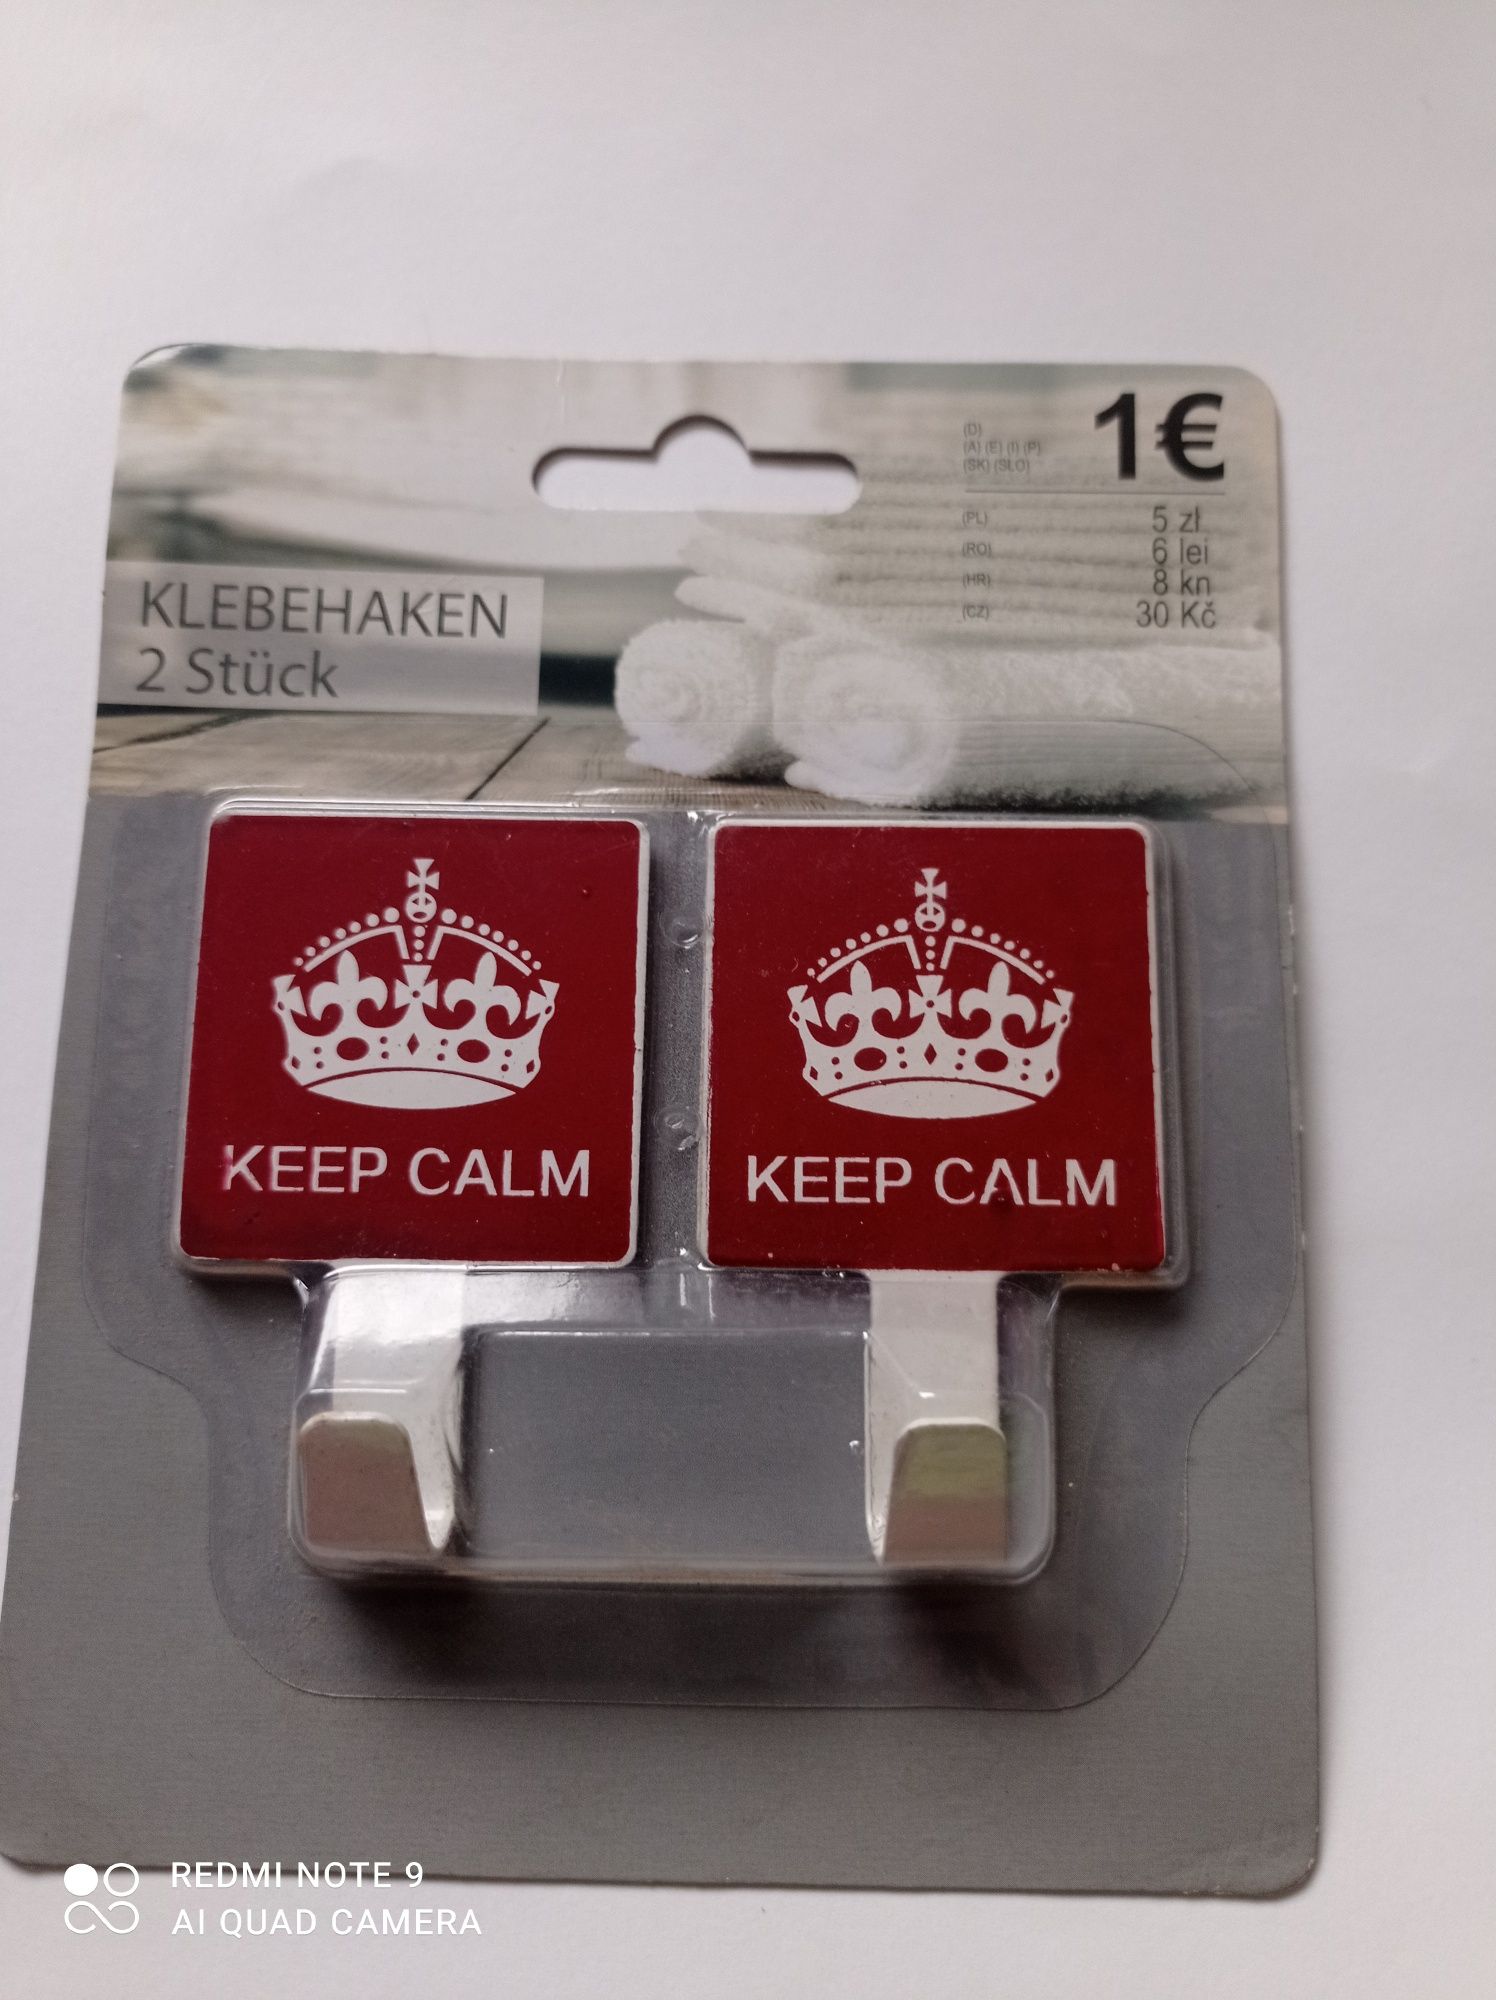 1€
(D)
(A) (E) (I) (P)
(SK) (SLO)
(PL) 5 zł
(RO) 6 lei
(HR) 8 kn
(CZ) 30 Kč
KLEBEHAKEN
2 Stück
KEEP CALM
KEEP CALM
REDMI NOTE 9
AI QUAD CAMERA